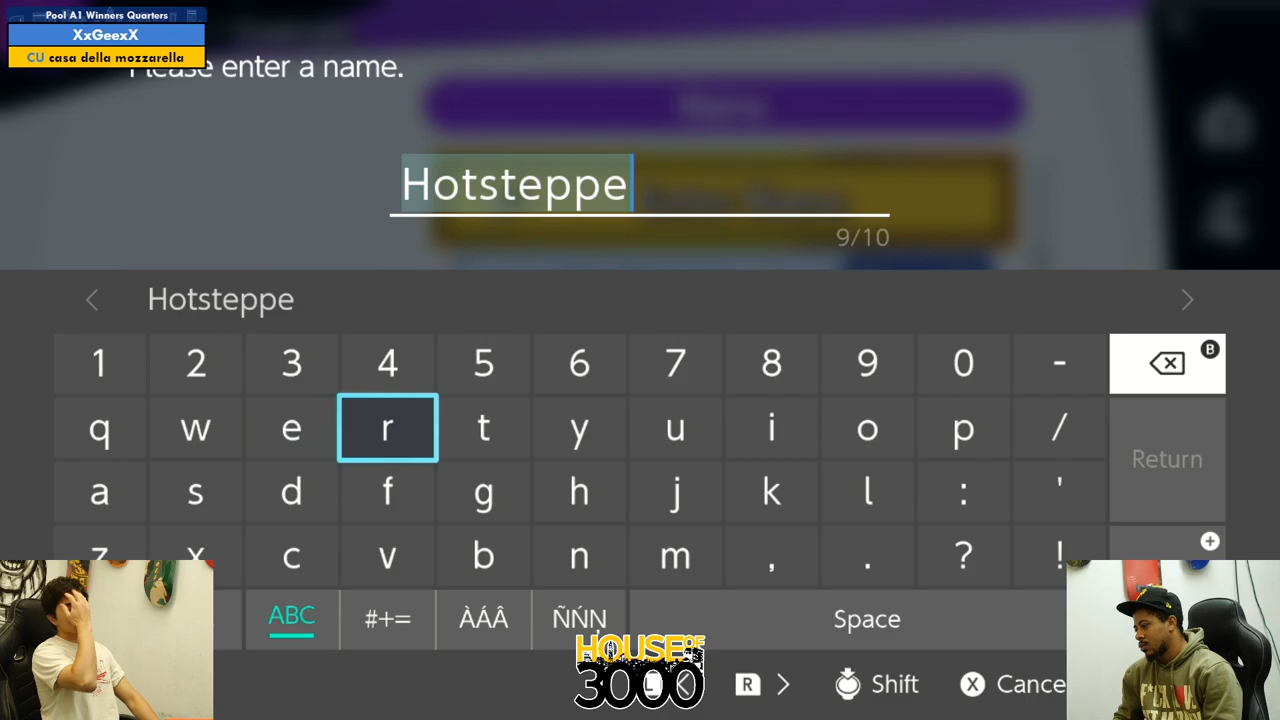 Pool A1 Winners Quarters
XxGeexX
CU casa della mozzarella
Please enter a name.
Hotsteppe
9/10
Hotsteppe
1 2 3 4 5 6 7 8 9 0 - B
q w e r t y u i o p / Return
a s d f g h j k l : '
z x c v b n m , . ? ! +
ABC #+= ÀÁÂ ÑŃŅ Space
HOUSE OF
3000
L R Shift X Cance